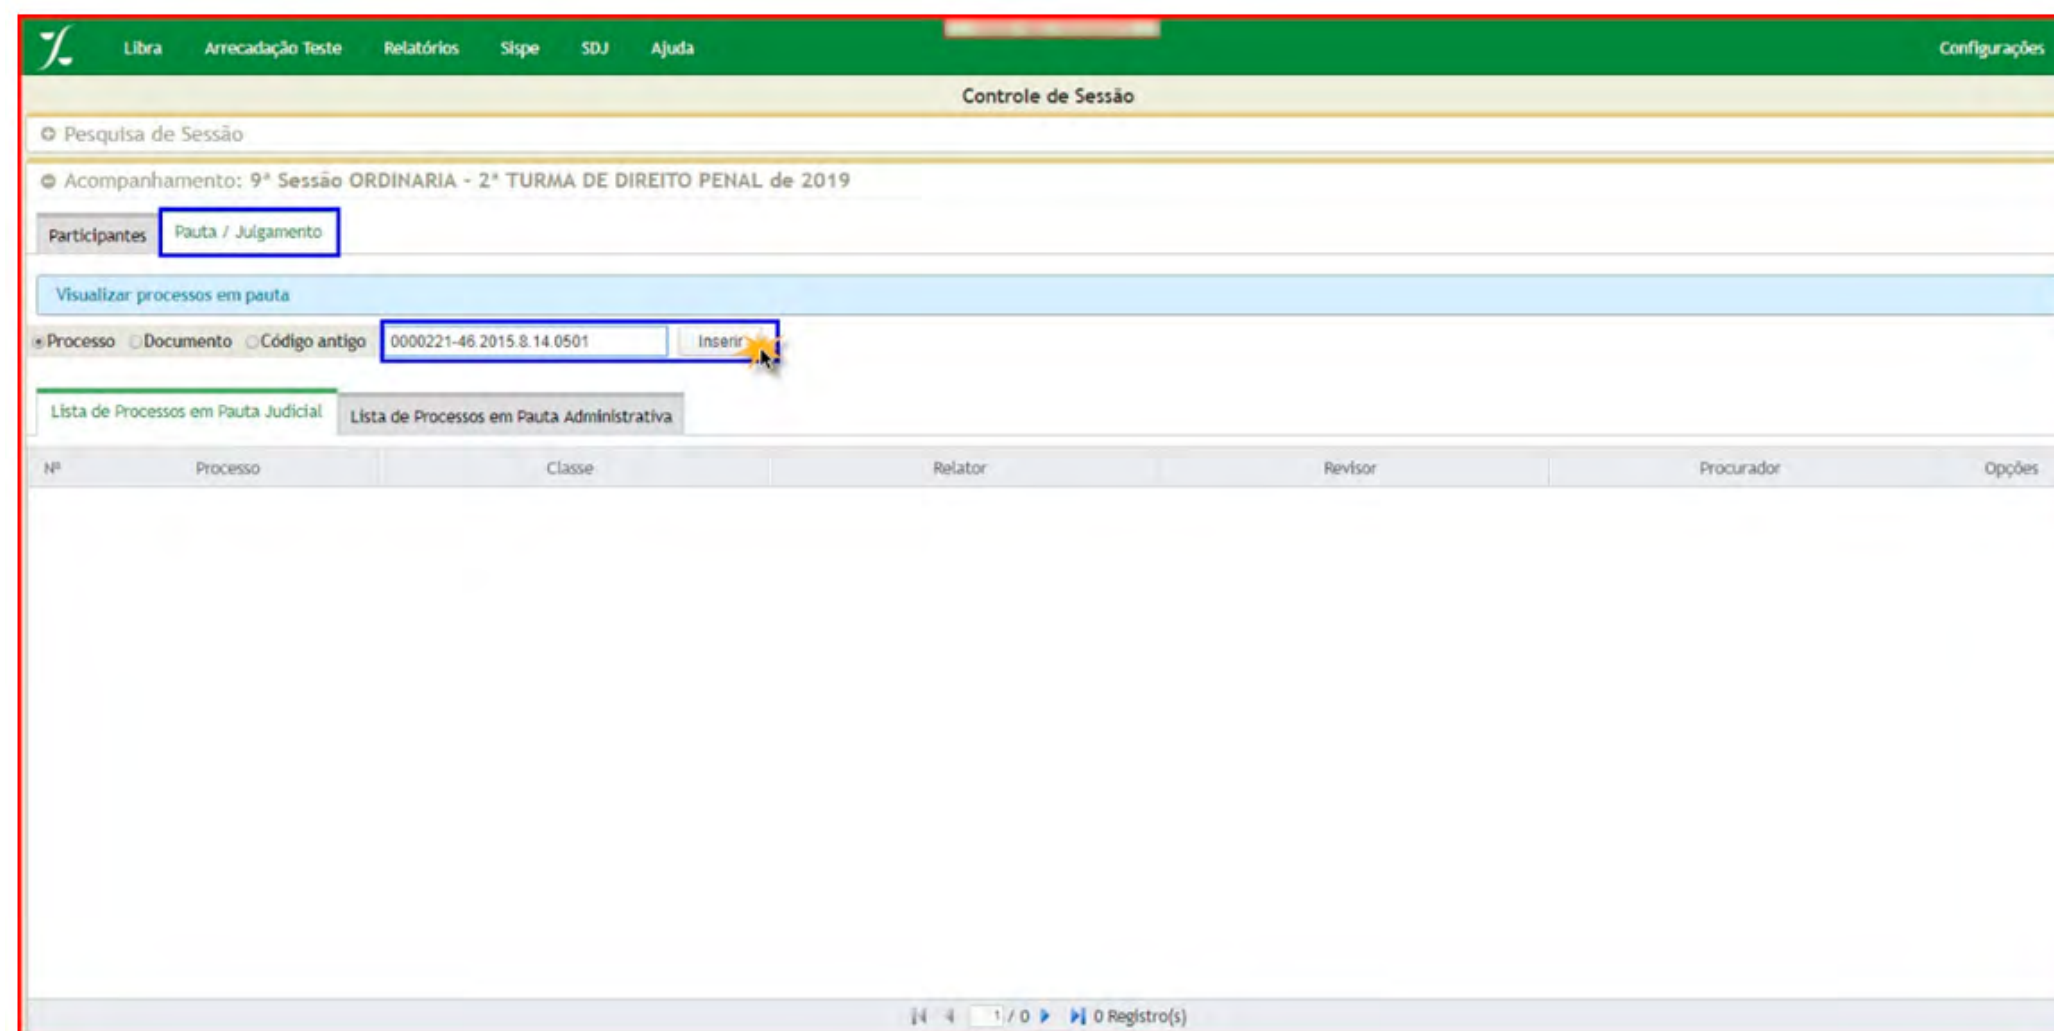 Libra Arrecadação Teste Relatórios Sispe SDJ Ajuda Configurações
Controle de Sessão
Pesquisa de Sessão
Acompanhamento: 9ª Sessão ORDINARIA - 2ª TURMA DE DIREITO PENAL de 2019
Participantes Pauta / Julgamento
Visualizar processos em pauta
Processo Documento Código antigo 0000221-46.2015.8.14.0501 Inserir
Lista de Processos em Pauta Judicial Lista de Processos em Pauta Administrativa
Nº Processo Classe Relator Revisor Procurador Opções
1 / 0 0 Registro(s)